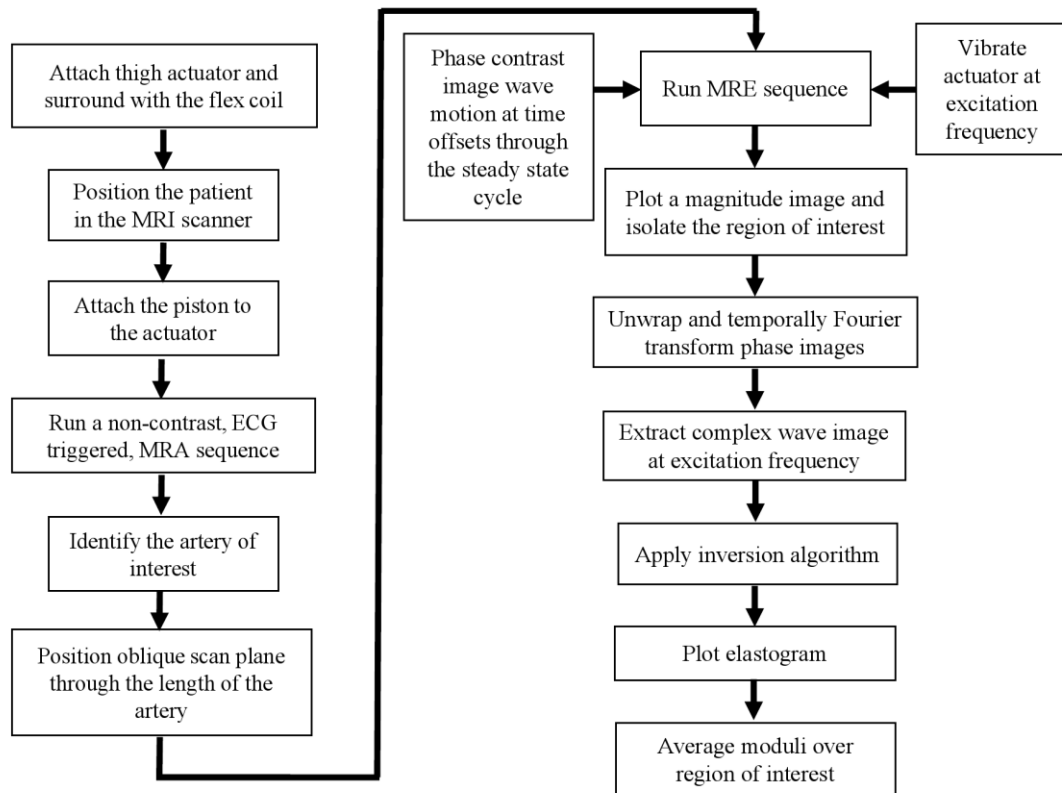 Attach thigh actuator and
surround with the flex coil
Position the patient
in the MRI scanner
Attach the piston to
the actuator
Run a non-contrast, ECG
triggered, MRA sequence
Identify the artery of
interest
Position oblique scan plane
through the length of the
artery
Phase contrast
image wave
motion at time
offsets through
the steady state
cycle
Run MRE sequence
Vibrate
actuator at
excitation
frequency
Plot a magnitude image and
isolate the region of interest
Unwrap and temporally Fourier
transform phase images
Extract complex wave image
at excitation frequency
Apply inversion algorithm
Plot elastogram
Average moduli over
region of interest